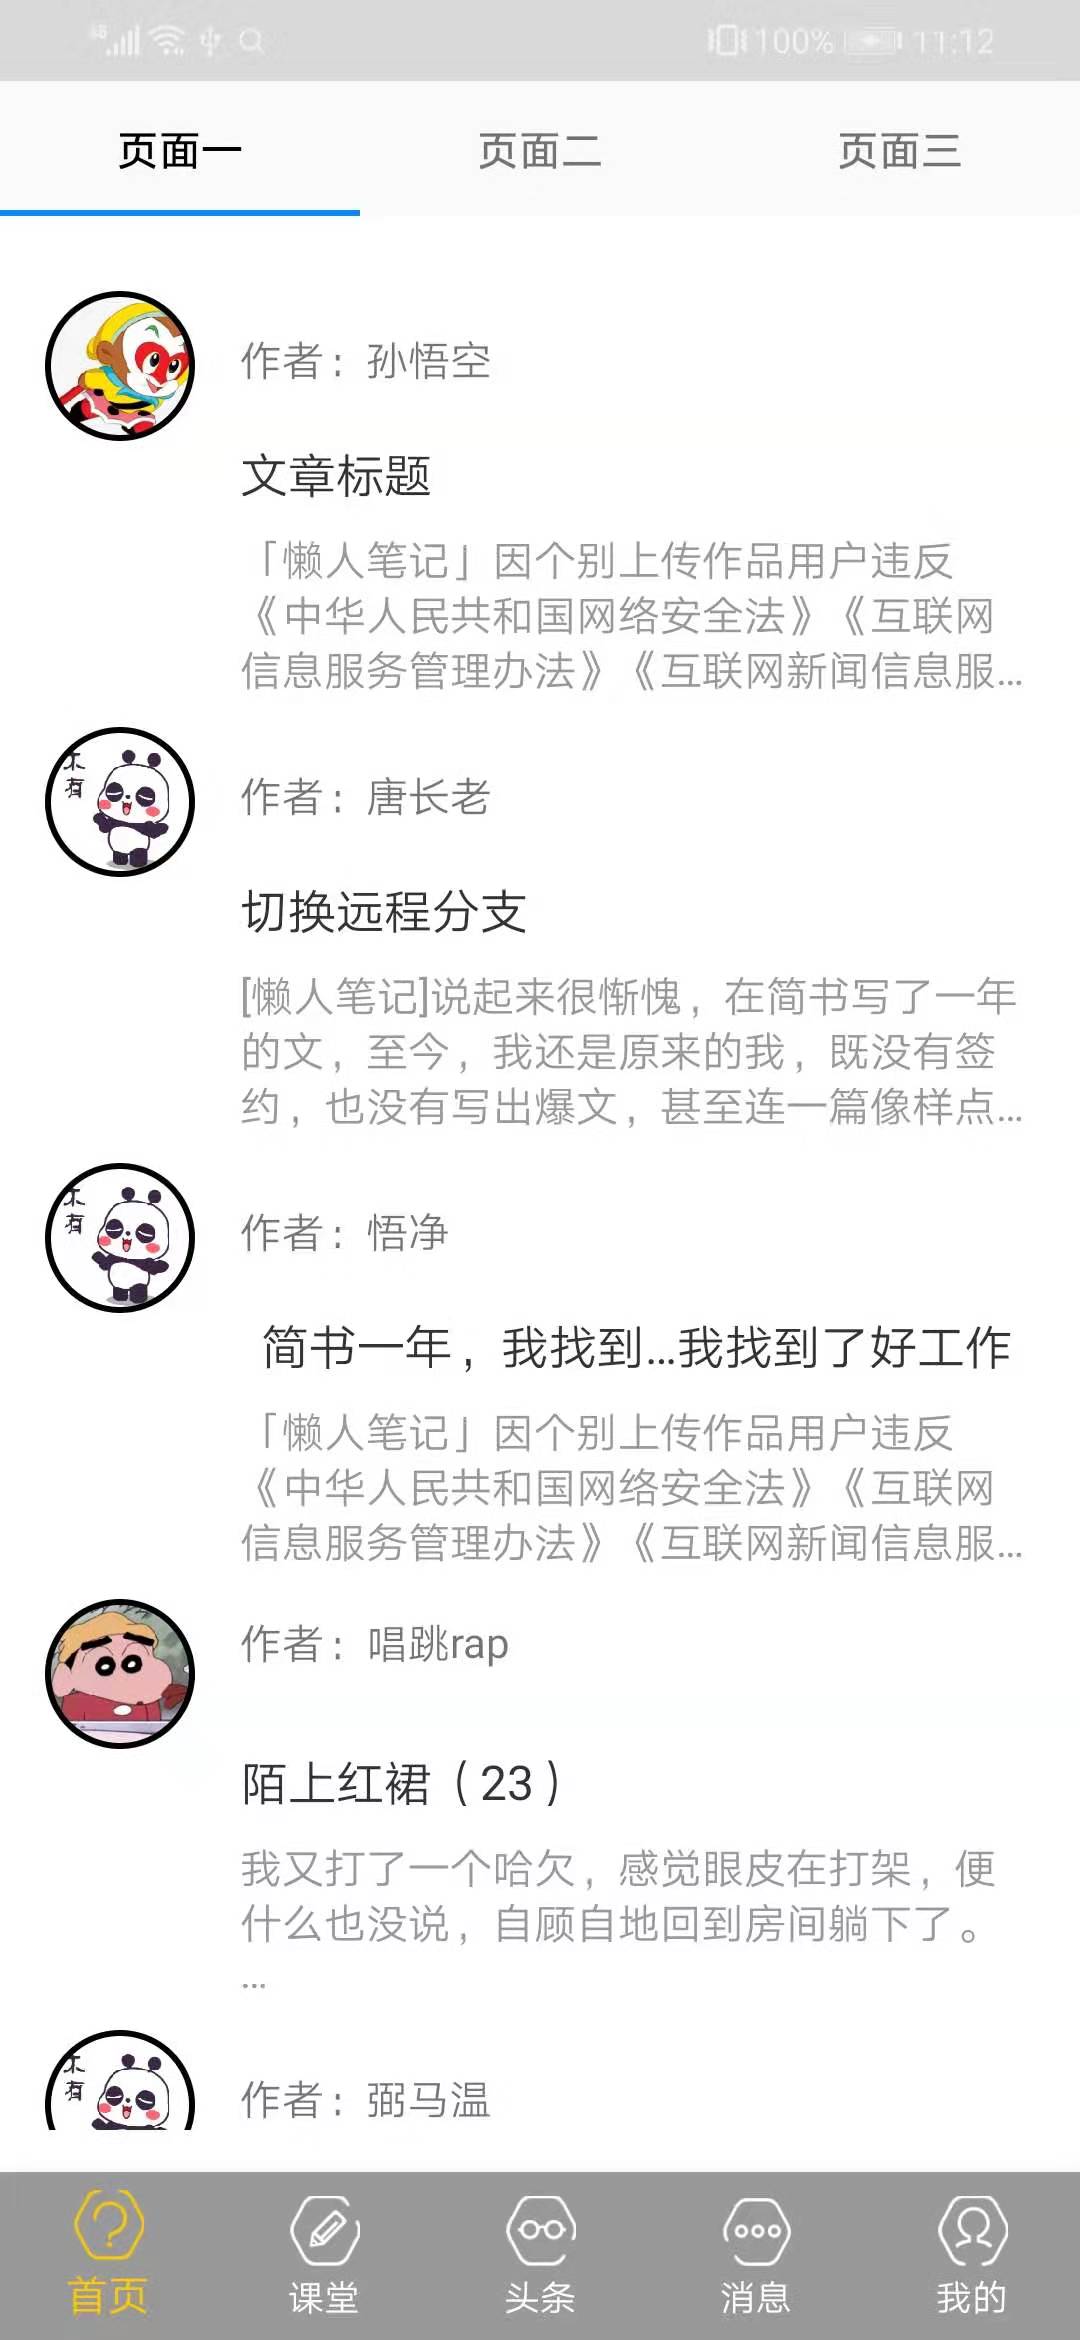 100% 11:12
页面一 页面二 页面三
作者：孙悟空
文章标题
「懒人笔记」因个别上传作品用户违反
《中华人民共和国网络安全法》《互联网
信息服务管理办法》《互联网新闻信息服...
不有
作者：唐长老
切换远程分支
[懒人笔记]说起来很惭愧，在简书写了一年
的文，至今，我还是原来的我，既没有签
约，也没有写出爆文，甚至连一篇像样点...
不有
作者：悟净
简书一年，我找到...我找到了好工作
「懒人笔记」因个别上传作品用户违反
《中华人民共和国网络安全法》《互联网
信息服务管理办法》《互联网新闻信息服...
作者：唱跳rap
陌上红裙（23）
我又打了一个哈欠，感觉眼皮在打架，便
什么也没说，自顾自地回到房间躺下了。
...
不有
作者：弼马温
首页 课堂 头条 消息 我的